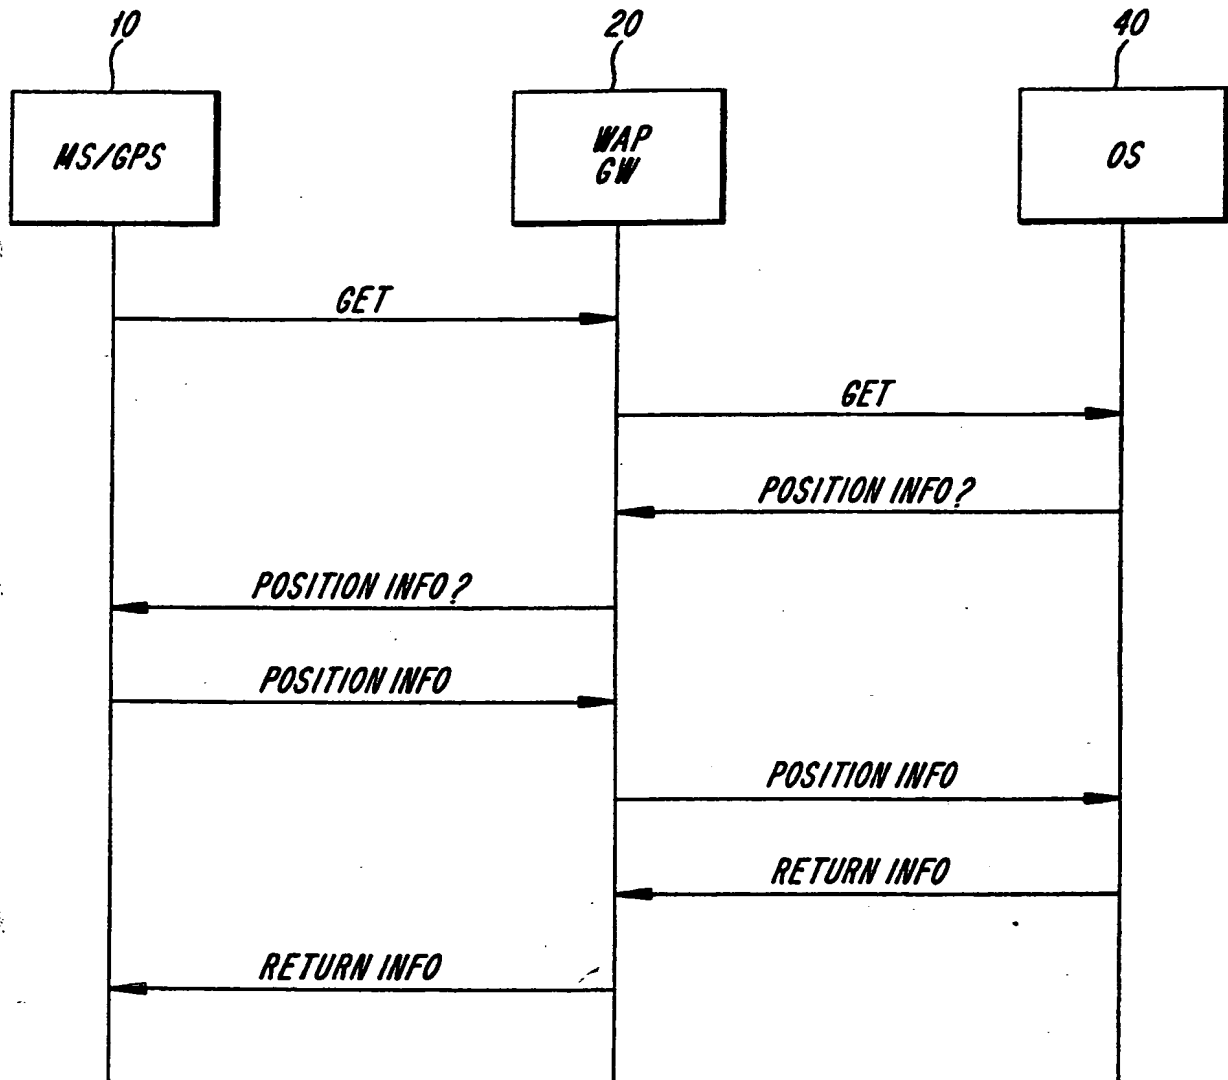 10
20
40
MS/GPS
WAP
GW
OS
GET
GET
POSITION INFO?
POSITION INFO?
POSITION INFO
POSITION INFO
RETURN INFO
RETURN INFO